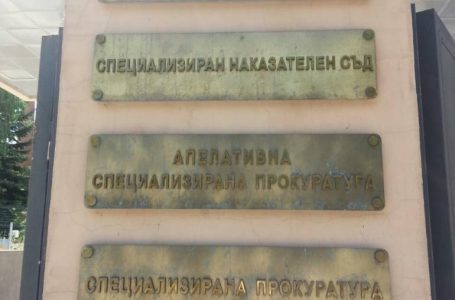 СПЕЦИАЛИЗИРАН НАКАЗАТЕЛЕН СЪД
АПЕЛАТИВНА
СПЕЦИАЛИЗИРАНА ПРОКУРАТУРА
СПЕЦИАЛИЗИРАНА ПРОКУРАТУРА